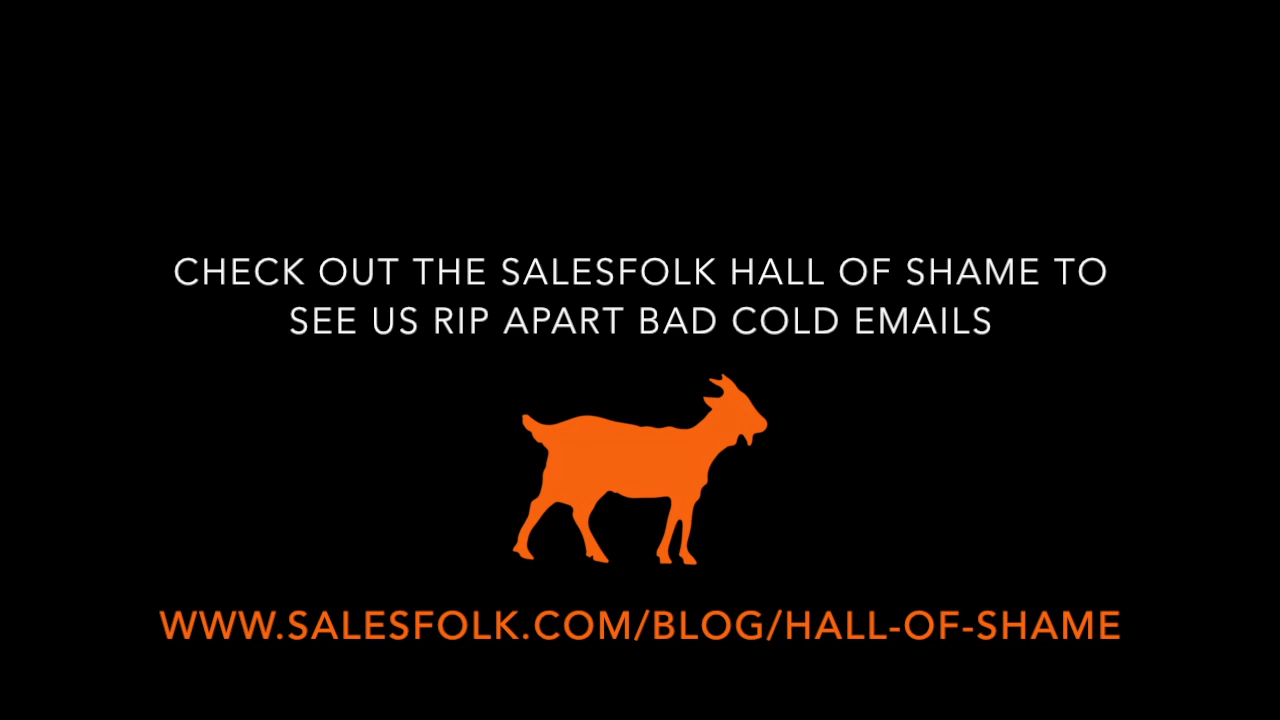 CHECK OUT THE SALESFOLK HALL OF SHAME TO
SEE US RIP APART BAD COLD EMAILS
WWW.SALESFOLK.COM/BLOG/HALL-OF-SHAME